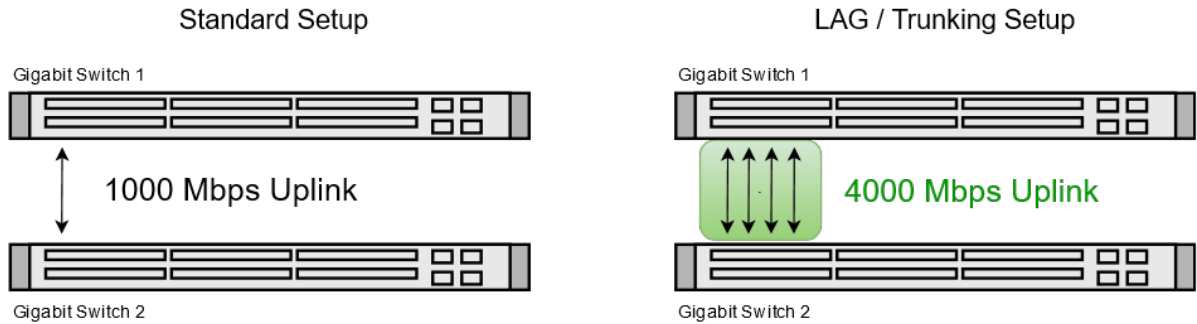 Standard Setup
Gigabit Switch 1
1000 Mbps Uplink
Gigabit Switch 2
LAG / Trunking Setup
Gigabit Switch 1
4000 Mbps Uplink
Gigabit Switch 2